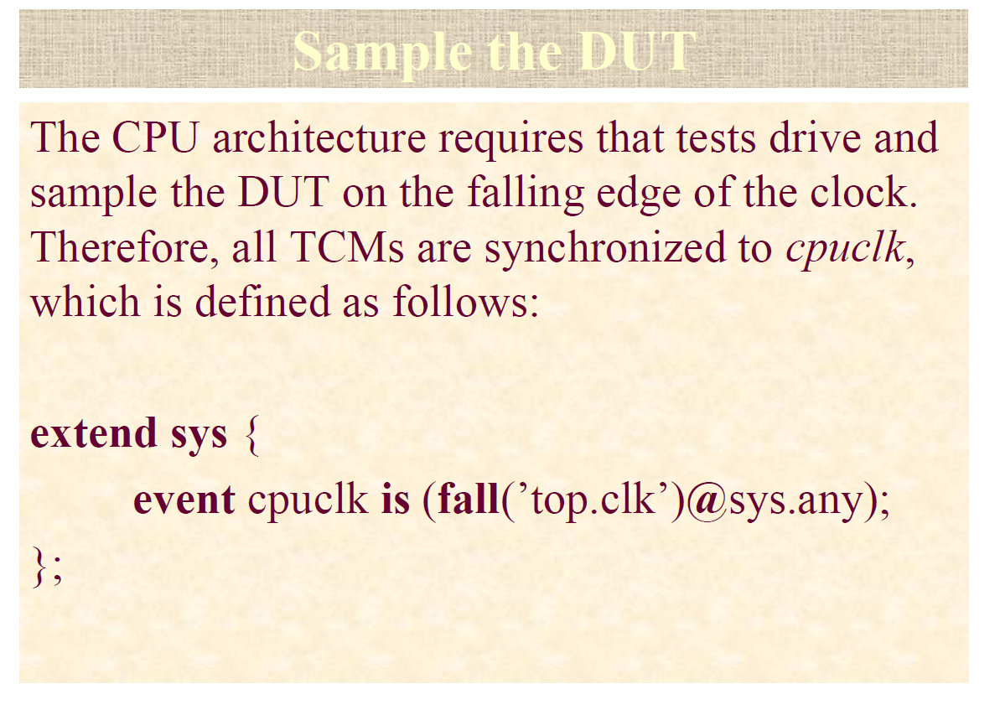 Sample the DUT
The CPU architecture requires that tests drive and
sample the DUT on the falling edge of the clock.
Therefore, all TCMs are synchronized to cpuclk,
which is defined as follows:
extend sys {
event cpuclk is (fall(’top.clk’)@sys.any);
};